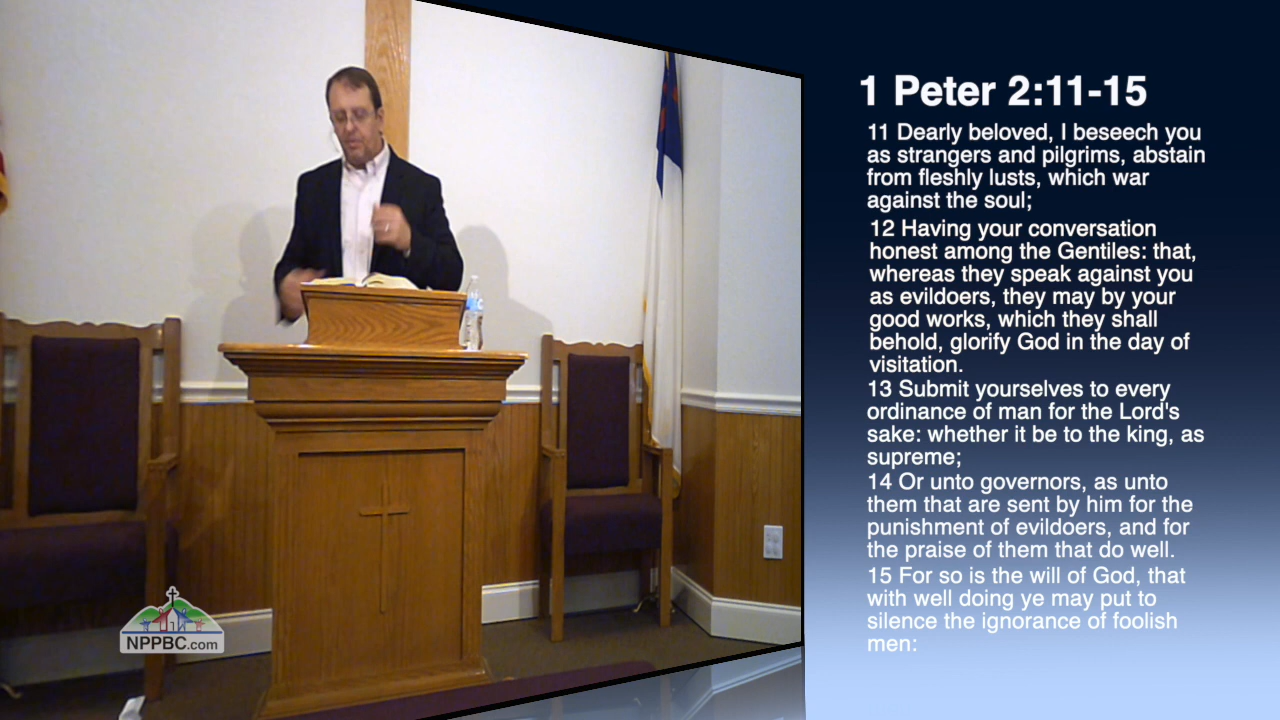 1 Peter 2:11-15
11 Dearly beloved, I beseech you
as strangers and pilgrims, abstain
from fleshly lusts, which war
against the soul;
12 Having your conversation
honest among the Gentiles: that,
whereas they speak against you
as evildoers, they may by your
good works, which they shall
behold, glorify God in the day of
visitation.
13 Submit yourselves to every
ordinance of man for the Lord's
sake: whether it be to the king, as
supreme;
14 Or unto governors, as unto
them that are sent by him for the
punishment of evildoers, and for
the praise of them that do well.
15 For so is the will of God, that
with well doing ye may put to
silence the ignorance of foolish
men:
NPPBC.com